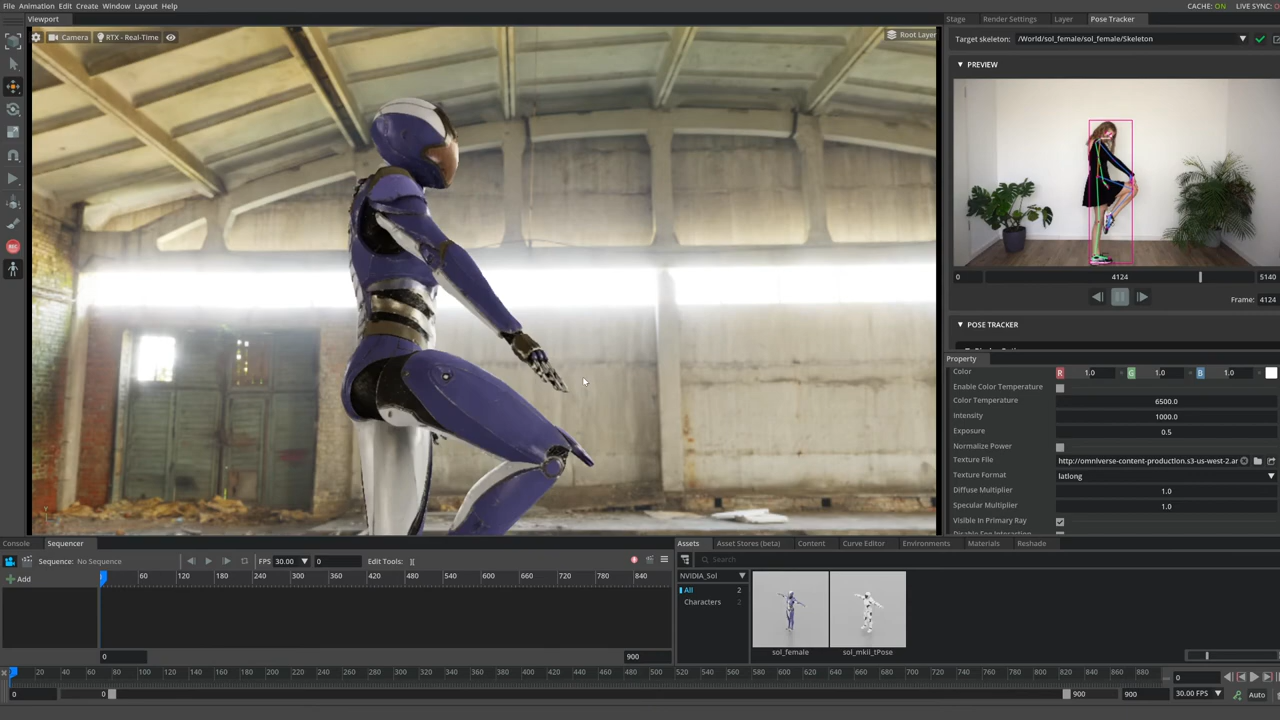 File Animation Edit Create Window Layout Help
CACHE: ON LIVE SYNC:
Viewport
Stage Render Settings Layer Pose Tracker
Camera RTX - Real-Time
Root Layer
Target skeleton: /World/sol_female/sol_female/Skeleton
PREVIEW
0 4124 5140
Frame: 4124
POSE TRACKER
Property
Color R 1.0 G 1.0 B 1.0
Enable Color Temperature
Color Temperature 6500.0
Intensity 1000.0
Exposure 0.5
Normalize Power
Texture File http://omniverse-content-production.s3-us-west-2.ar
Texture Format latlong
Diffuse Multiplier 1.0
Specular Multiplier 1.0
Visible In Primary Ray
Console Sequencer
Sequence: No Sequence FPS 30.00 0 Edit Tools:
Add
60 120 180 240 300 360 420 480 540 600 660 720 780 840
0 900
Assets Asset Stores (beta) Content Curve Editor Environments Materials Reshade
Search
NVIDIA_Sol
All 2
Characters 2
sol_female sol_mkII_tPose
20 40 60 80 100 120 140 160 180 200 220 240 260 280 300 320 340 360 380 400 420 440 460 480 500 520 540 560 580 600 620 640 660 680 700 720 740 760 780 800 820 840 860 880
0
0 0 900 900 30.00 FPS Auto